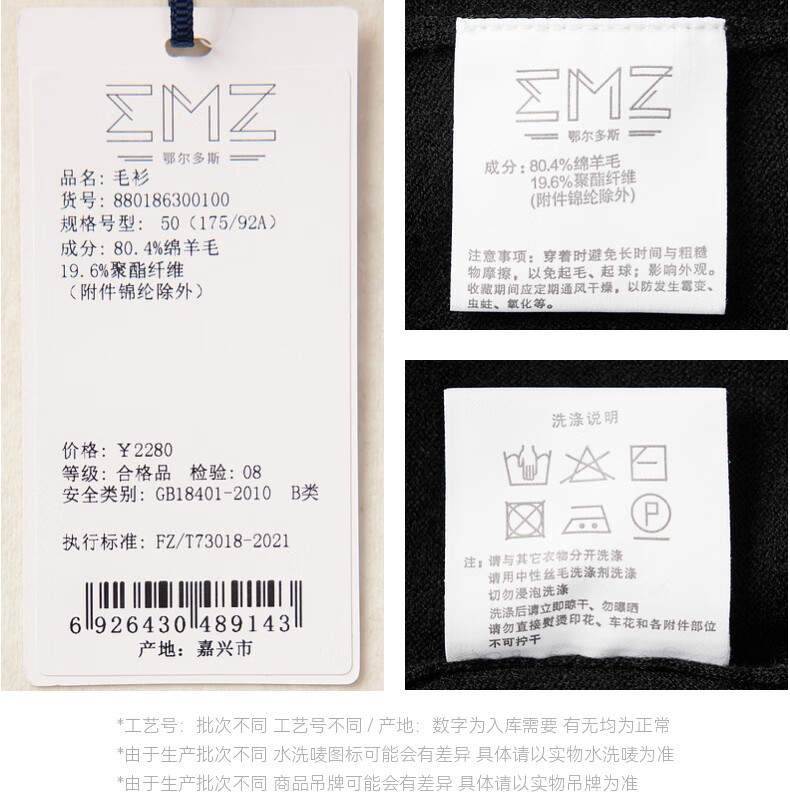 ΣMZ
鄂尔多斯
品名: 毛衫
货号: 880186300100
规格号型: 50（175/92A）
成分: 80.4%绵羊毛
19.6%聚酯纤维
（附件锦纶除外）
价格: ￥2280
等级: 合格品 检验: 08
安全类别: GB18401-2010 B类
执行标准: FZ/T73018-2021
6 926430 489143
产地: 嘉兴市
ΣMZ
鄂尔多斯
成分: 80.4%绵羊毛
19.6%聚酯纤维
(附件锦纶除外)
注意事项: 穿着时避免长时间与粗糙
物摩擦，以免起毛、起球；影响外观。
收藏期间应定期通风干燥，以防发生霉变、
虫蛀、氧化等。
洗涤说明
P
注: 请与其它衣物分开洗涤
请用中性丝毛洗涤剂洗涤
切勿浸泡洗涤
洗涤后请立即晾干、勿曝晒
请勿直接熨烫印花、车花和各附件部位
不可拧干
*工艺号：批次不同 工艺号不同 / 产地：数字为入库需要 有无均为正常
*由于生产批次不同 水洗唛图标可能会有差异 具体请以实物水洗唛为准
*由于生产批次不同 商品吊牌可能会有差异 具体请以实物吊牌为准